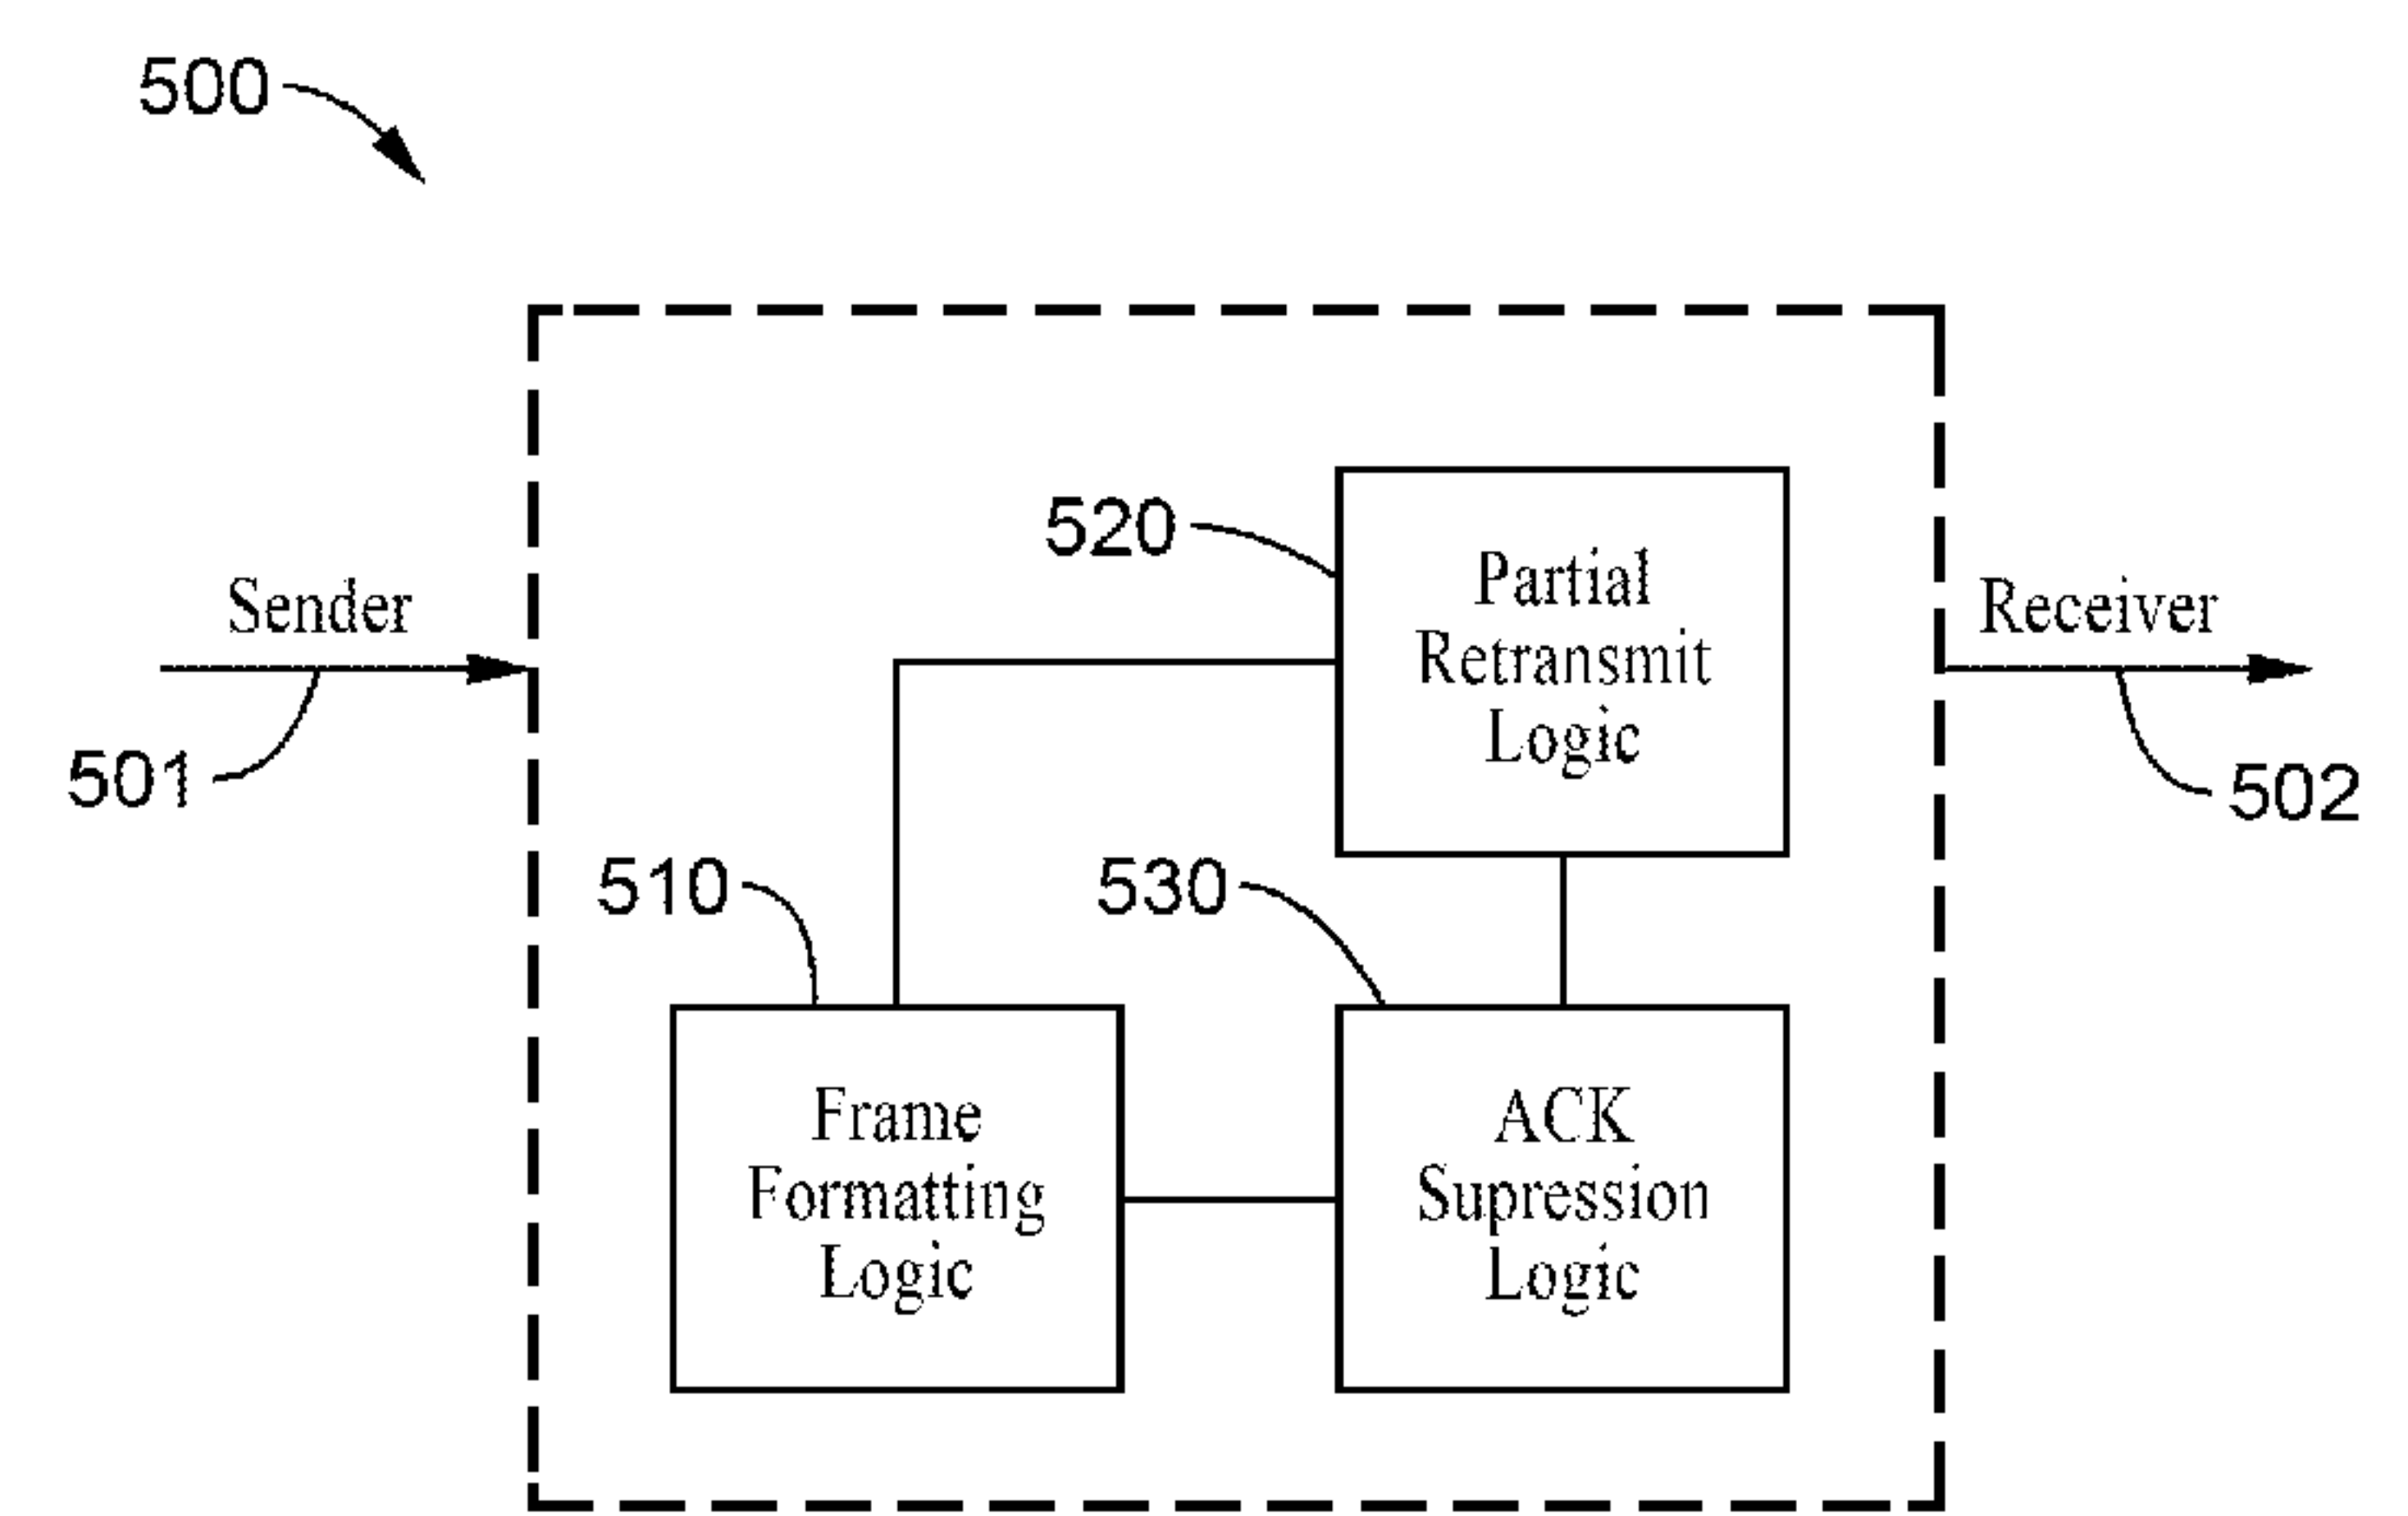 500
520
Partial
Retransmit
Logic
Sender
Receiver
501
502
510
530
Frame
Formatting
Logic
ACK
Supression
Logic